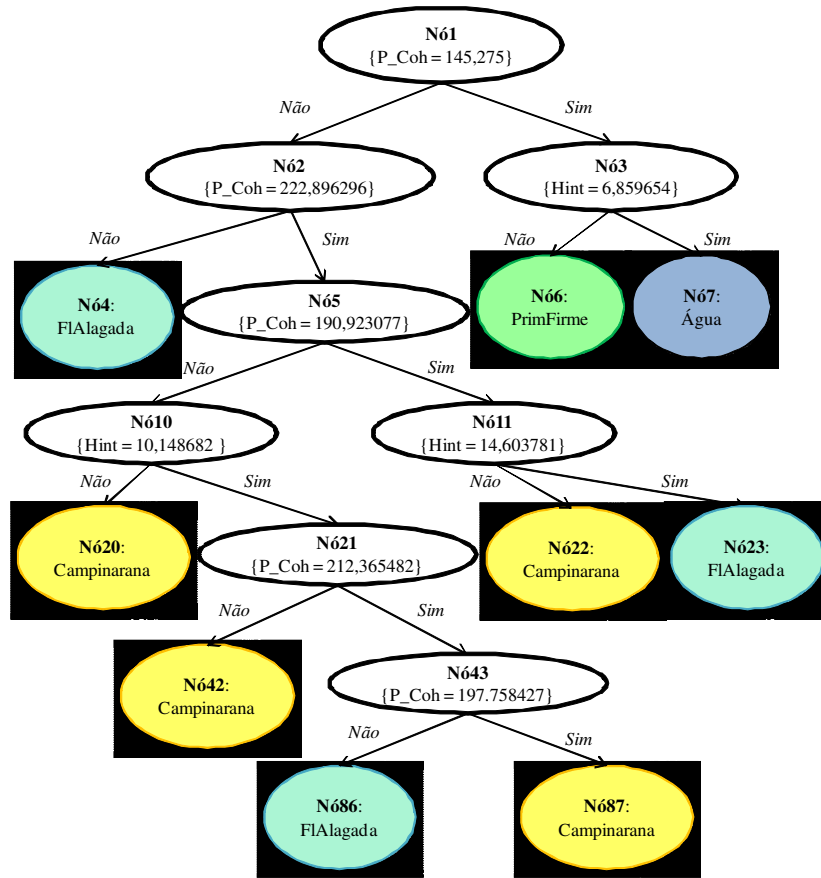 Nó1
{P_Coh = 145,275}
Não
Sim
Nó2
{P_Coh = 222,896296}
Nó3
{Hint = 6,859654}
Não
Sim
Não
Sim
Nó4:
FlAlagada
Nó5
{P_Coh = 190,923077}
Nó6:
PrimFirme
Nó7:
Água
Não
Sim
Nó10
{Hint = 10,148682 }
Nó11
{Hint = 14,603781}
Não
Sim
Não
Sim
Nó20:
Campinarana
Nó21
{P_Coh = 212,365482}
Nó22:
Campinarana
Nó23:
FlAlagada
Não
Sim
Nó42:
Campinarana
Nó43
{P_Coh = 197.758427}
Não
Sim
Nó86:
FlAlagada
Nó87:
Campinarana